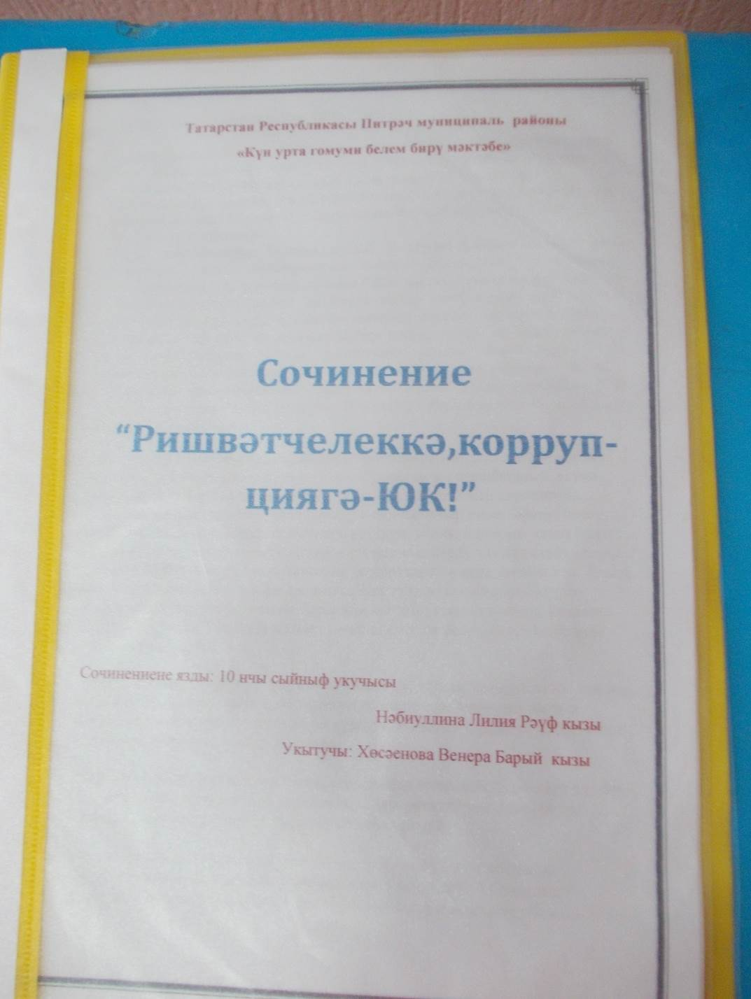 Татарстан Республикасы Питрәч муниципаль районы
«Күн урта гомуми белем бирү мәктәбе»
Сочинение
“Ришвәтчелеккә,корруп-
циягә-ЮК!”
Сочинениене язды: 10 нчы сыйныф укучысы
Нәбиуллина Лилия Рәүф кызы
Укытучы: Хөсәенова Венера Барый кызы